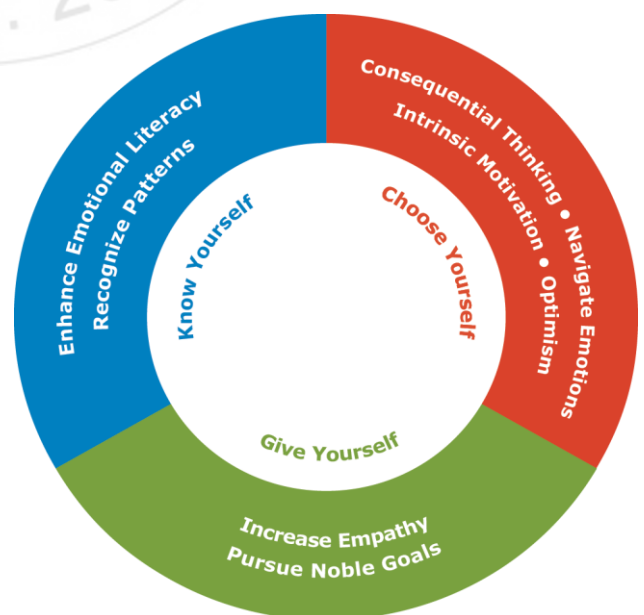 Enhance Emotional Literacy
Recognize Patterns
Know Yourself
Consequential Thinking • Navigate Emotions
Intrinsic Motivation • Optimism
Choose Yourself
Give Yourself
Increase Empathy
Pursue Noble Goals